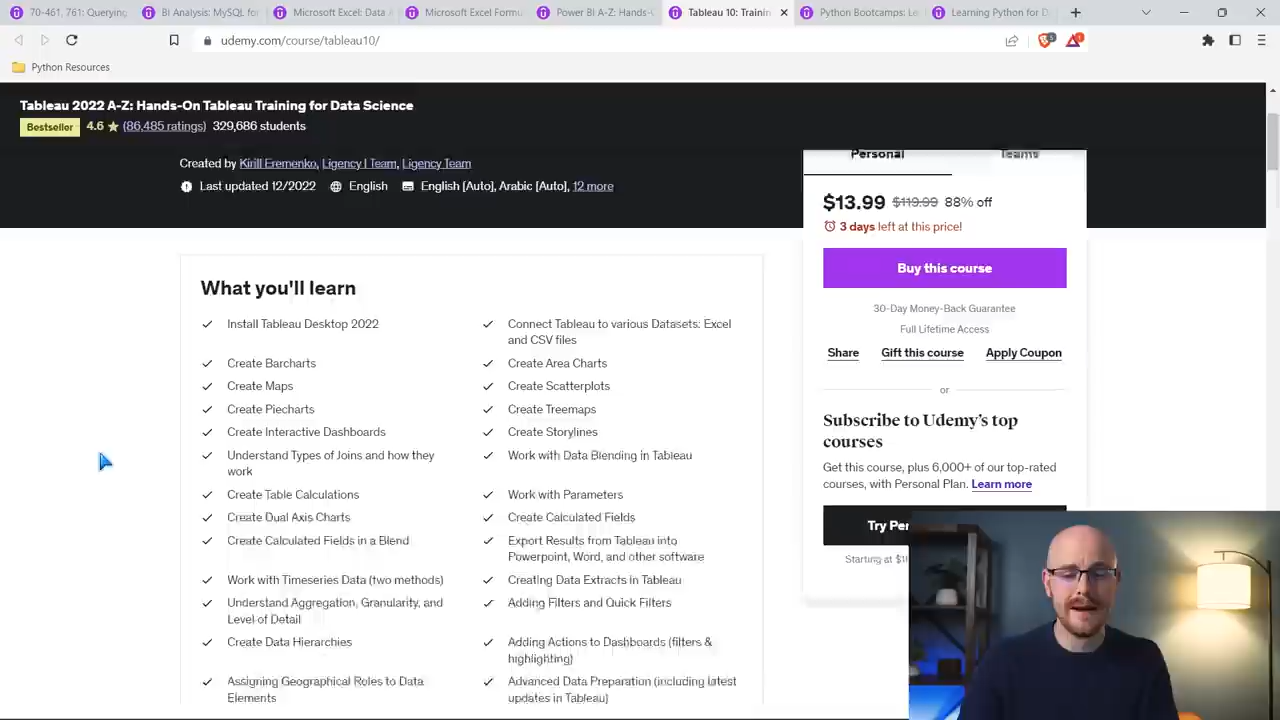 70-461, 761: Querying
BI Analysis: MySQL for
Microsoft Excel: Data
Microsoft Excel Formu
Power BI A-Z: Hands-
Tableau 10: Trainin
Python Bootcamps: Le
Learning Python for D
udemy.com/course/tableau10/
Python Resources
Tableau 2022 A-Z: Hands-On Tableau Training for Data Science
Bestseller 4.6 (86,485 ratings) 329,686 students
Created by Kirill Eremenko, Ligency I Team, Ligency Team
Last updated 12/2022 English English [Auto], Arabic [Auto], 12 more
Personal Teams
$13.99 $119.99 88% off
3 days left at this price!
Buy this course
30-Day Money-Back Guarantee
Full Lifetime Access
Share Gift this course Apply Coupon
or
Subscribe to Udemy's top
courses
Get this course, plus 6,000+ of our top-rated
courses, with Personal Plan. Learn more
Try Per
Starting at $1
What you'll learn
Install Tableau Desktop 2022
Connect Tableau to various Datasets: Excel
and CSV files
Create Barcharts
Create Area Charts
Create Maps
Create Scatterplots
Create Piecharts
Create Treemaps
Create Interactive Dashboards
Create Storylines
Understand Types of Joins and how they
work
Work with Data Blending in Tableau
Create Table Calculations
Work with Parameters
Create Dual Axis Charts
Create Calculated Fields
Create Calculated Fields in a Blend
Export Results from Tableau into
Powerpoint, Word, and other software
Work with Timeseries Data (two methods)
Creating Data Extracts in Tableau
Understand Aggregation, Granularity, and
Level of Detail
Adding Filters and Quick Filters
Create Data Hierarchies
Adding Actions to Dashboards (filters &
highlighting)
Assigning Geographical Roles to Data
Elements
Advanced Data Preparation (including latest
updates in Tableau)